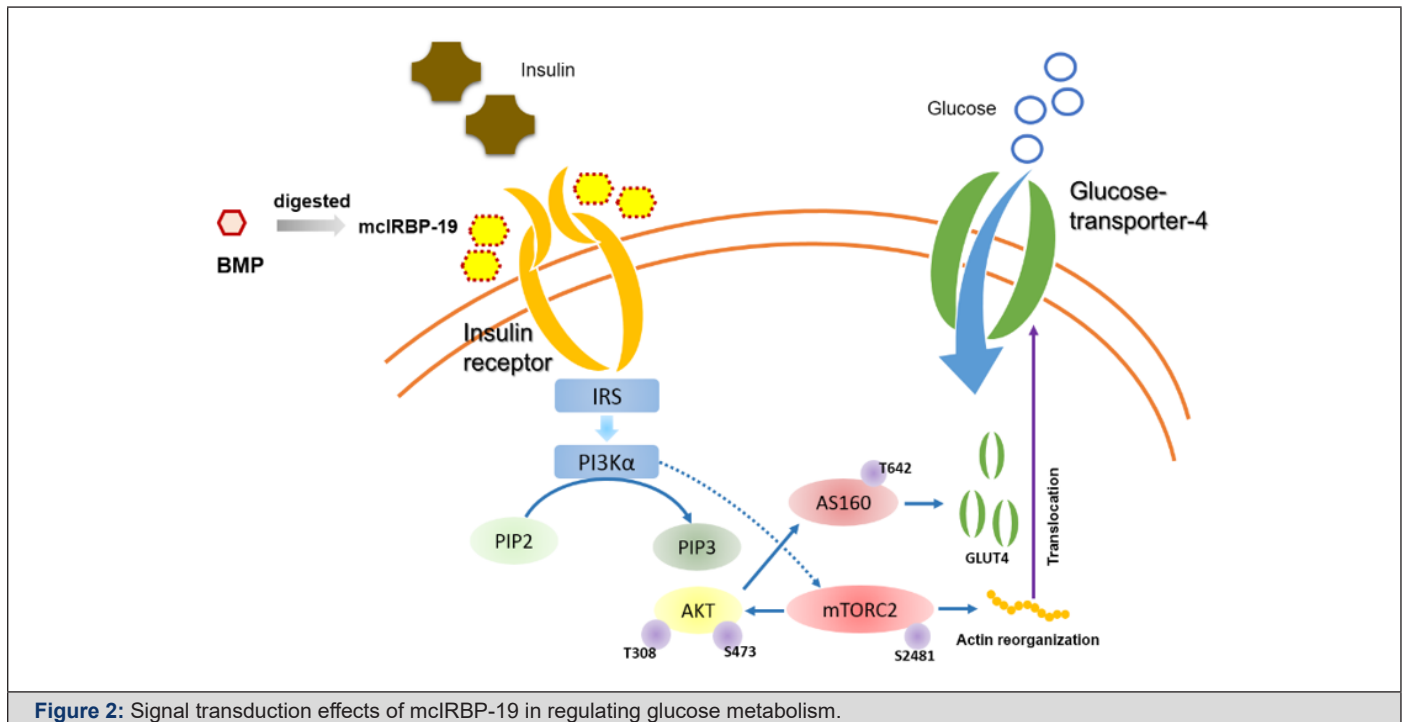 Insulin
Glucose
Glucose-
transporter-4
digested
mcIRBP-19
BMP
Insulin
receptor
IRS
PI3Kα
PIP2
PIP3
AS160
T642
GLUT4
Translocation
AKT
T308
S473
mTORC2
S2481
Actin reorganization
Figure 2: Signal transduction effects of mcIRBP-19 in regulating glucose metabolism.